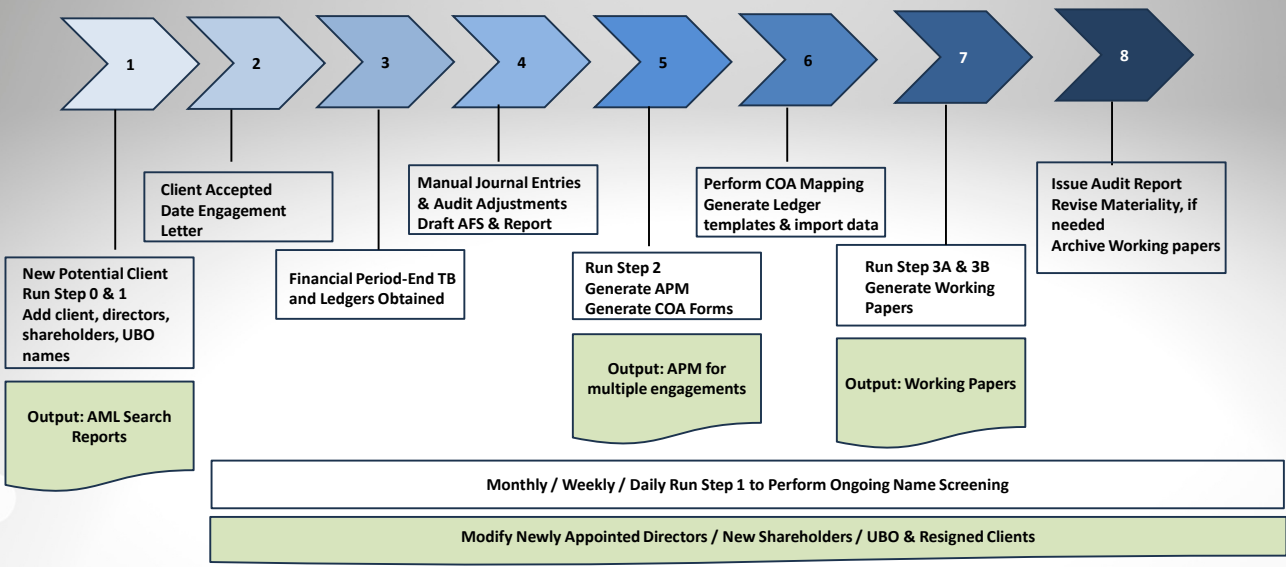 1
2
3
4
5
6
7
8
New Potential Client
Run Step 0 & 1
Add client, directors,
shareholders, UBO
names
Output: AML Search
Reports
Client Accepted
Date Engagement
Letter
Financial Period-End TB
and Ledgers Obtained
Manual Journal Entries
& Audit Adjustments
Draft AFS & Report
Run Step 2
Generate APM
Generate COA Forms
Output: APM for
multiple engagements
Perform COA Mapping
Generate Ledger
templates & import data
Run Step 3A & 3B
Generate Working
Papers
Output: Working Papers
Issue Audit Report
Revise Materiality, if
needed
Archive Working papers
Monthly / Weekly / Daily Run Step 1 to Perform Ongoing Name Screening
Modify Newly Appointed Directors / New Shareholders / UBO & Resigned Clients